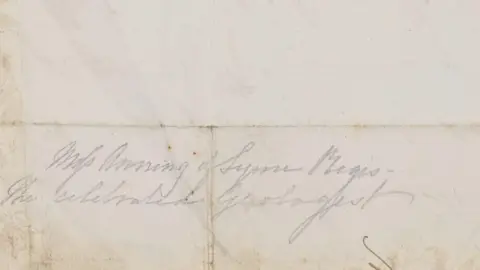 Miss Anning of Lyme Regis -
The celebrated Geologist